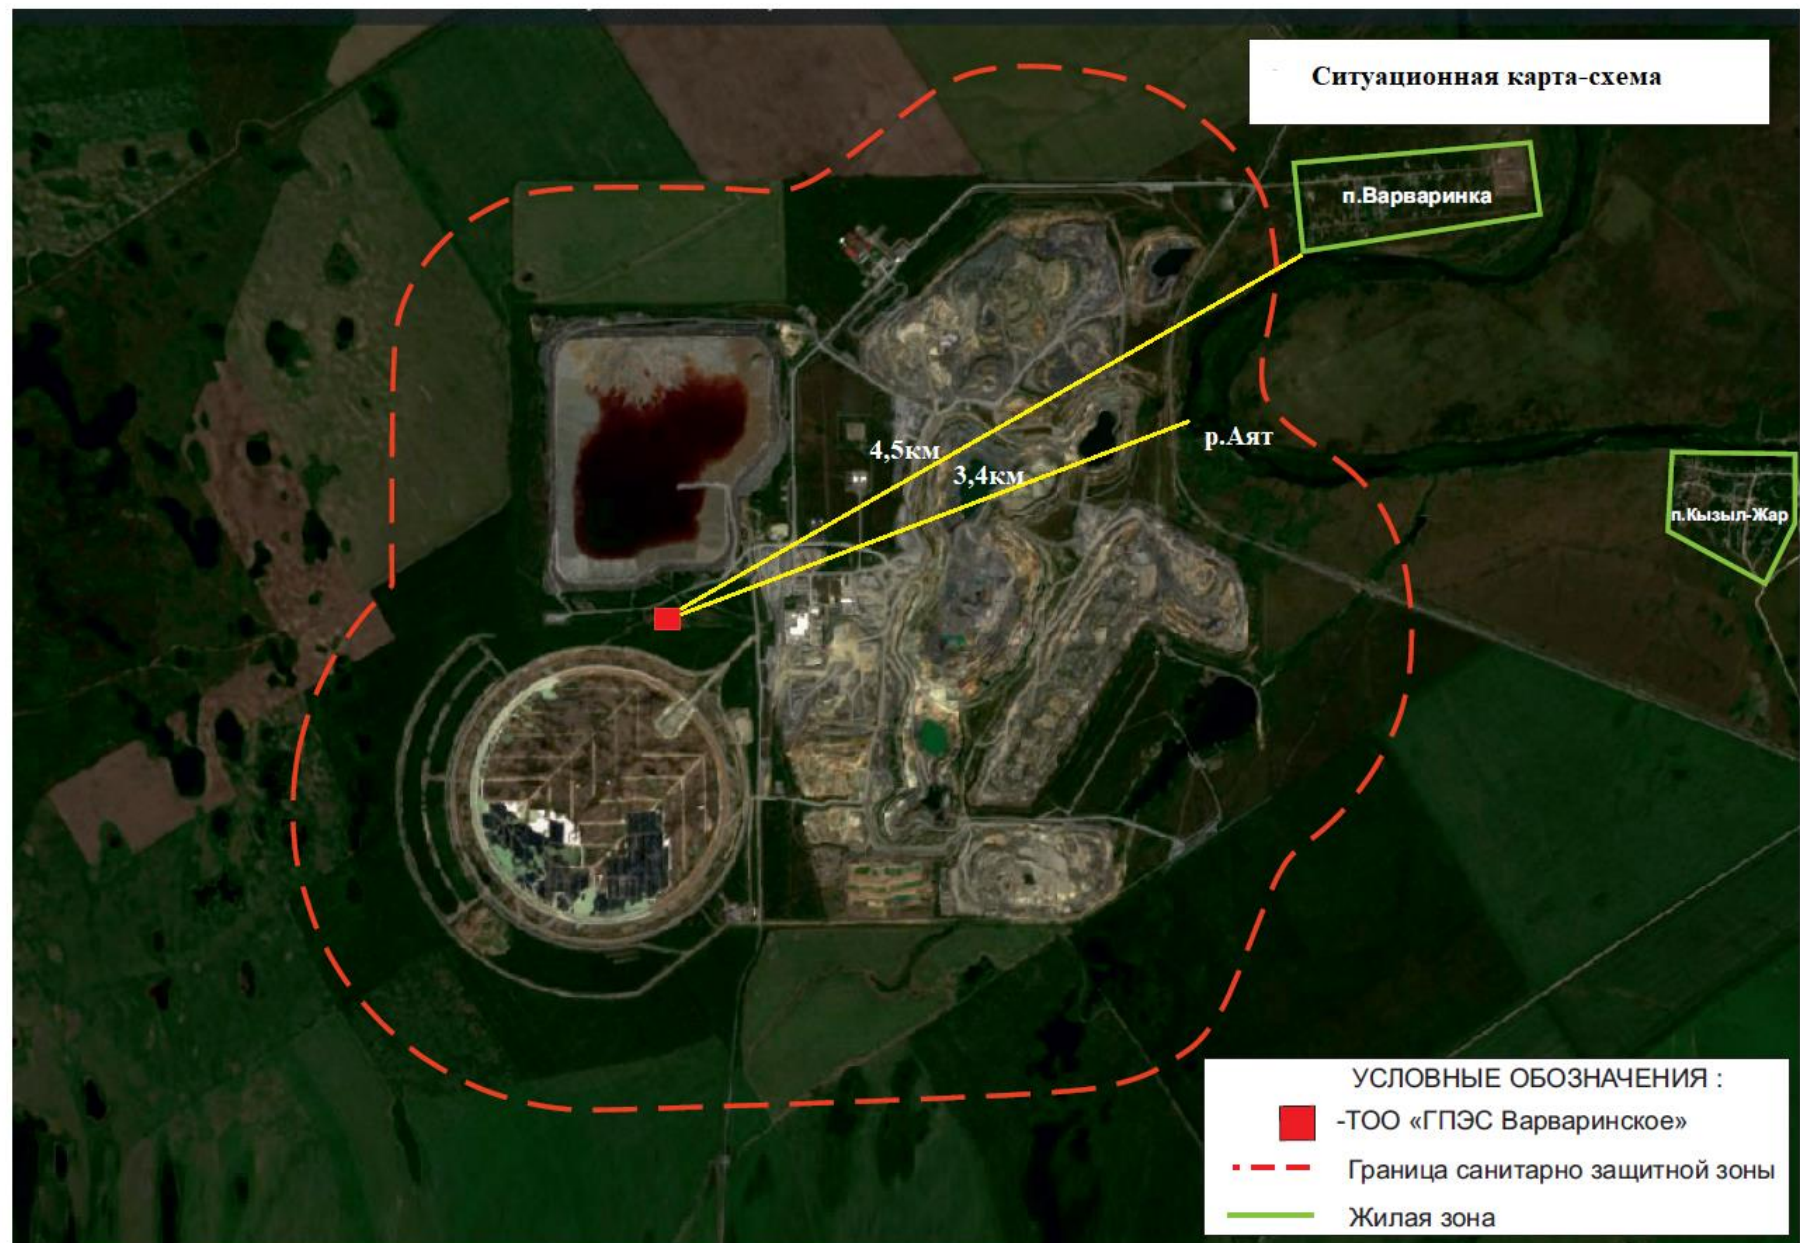 Ситуационная карта-схема
п.Варваринка
4,5км
р.Аят
3,4км
п.Кызыл-Жар
УСЛОВНЫЕ ОБОЗНАЧЕНИЯ :
-ТОО «ГПЭС Варваринское»
Граница санитарно защитной зоны
Жилая зона